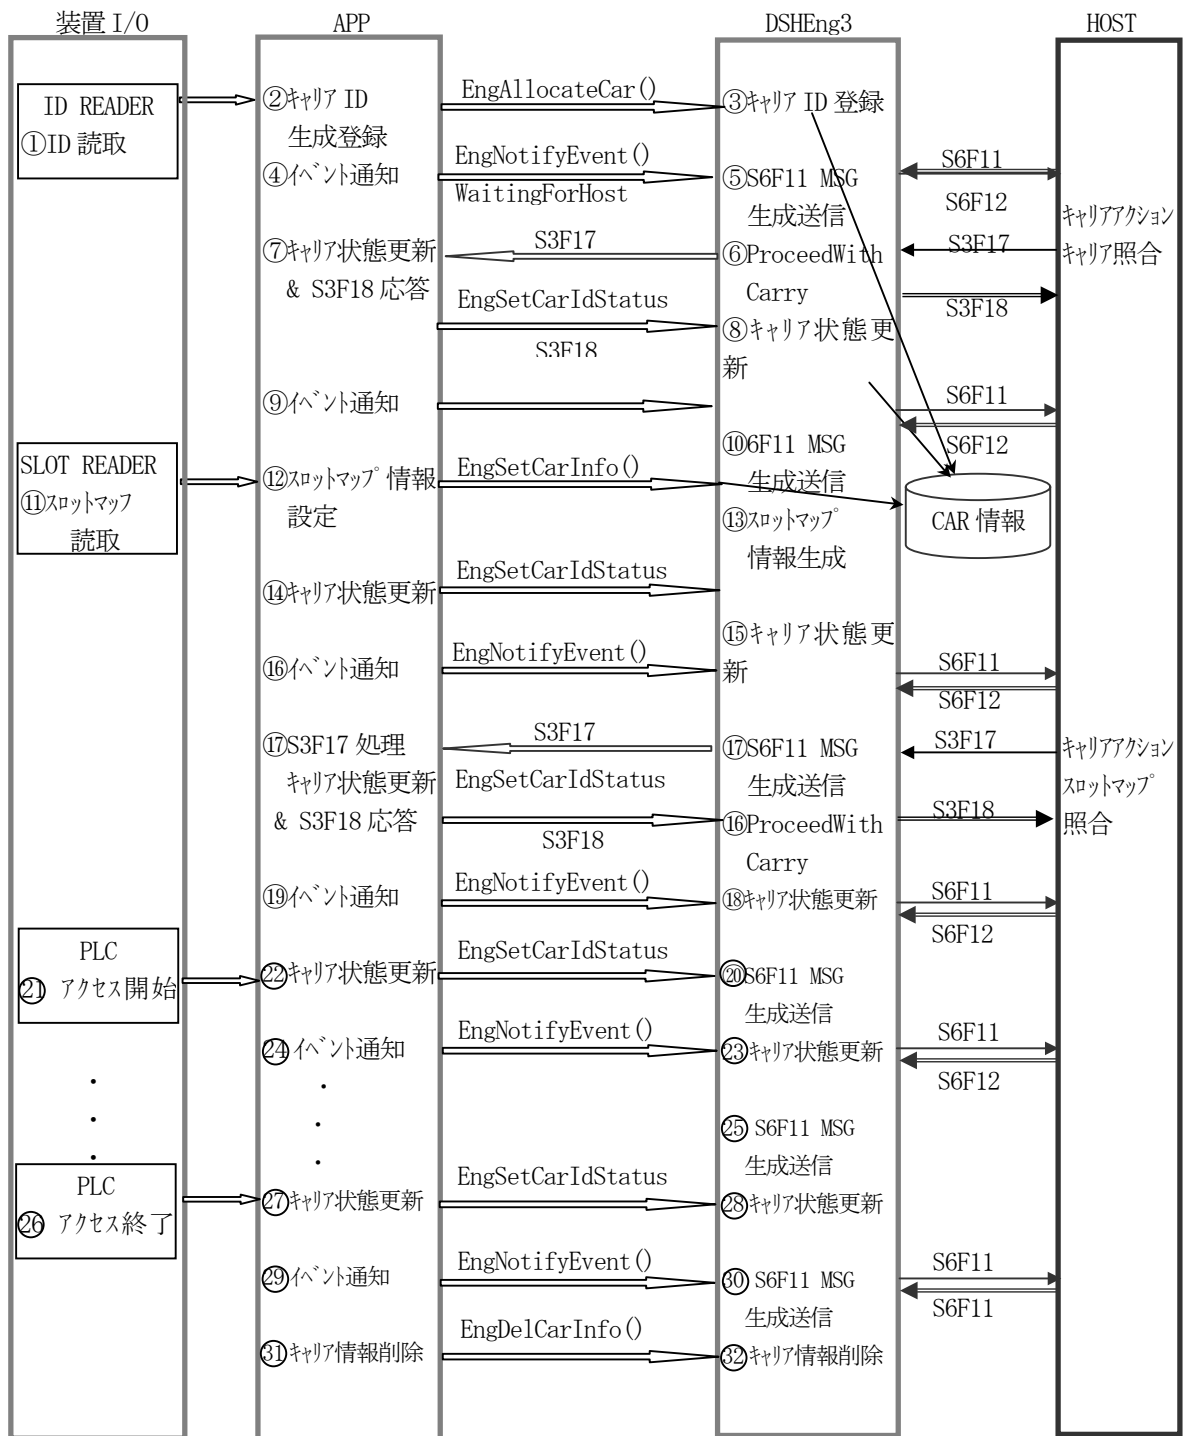 装置 I/O
APP
DSHEng3
HOST
ID READER
①ID 読取
②キャリア ID
生成登録
EngAllocateCar()
③キャリア ID 登録
④イベント通知
EngNotifyEvent()
WaitingForHost
⑤S6F11 MSG
生成送信
S6F11
S6F12
キャリアアクション
キャリア照合
⑦キャリア状態更新
& S3F18 応答
S3F17
⑥ProceedWith
Carry
S3F17
EngSetCarIdStatus
S3F18
⑧キャリア状態更
新
S3F18
⑨イベント通知
S6F11
S6F12
⑩6F11 MSG
生成送信
SLOT READER
⑪スロットマップ
読取
⑫スロットマップ 情報
設定
EngSetCarInfo()
⑬スロットマップ
情報生成
CAR 情報
⑭キャリア状態更新
EngSetCarIdStatus
⑮キャリア状態更
新
⑯イベント通知
EngNotifyEvent()
S6F11
S6F12
⑰S3F17 処理
キャリア状態更新
& S3F18 応答
S3F17
EngSetCarIdStatus
S3F18
⑰S6F11 MSG
生成送信
⑯ProceedWith
Carry
S3F17
キャリアアクション
スロットマップ
照合
S3F18
⑲イベント通知
EngNotifyEvent()
⑱キャリア状態更新
S6F11
S6F12
PLC
㉑ アクセス開始
㉒キャリア状態更新
EngSetCarIdStatus
⑳S6F11 MSG
生成送信
㉔イベント通知
EngNotifyEvent()
㉓キャリア状態更新
S6F11
S6F12
・
・
・
・
・
・
㉕ S6F11 MSG
生成送信
PLC
㉖ アクセス終了
㉗キャリア状態更新
EngSetCarIdStatus
㉘キャリア状態更新
㉙イベント通知
EngNotifyEvent()
㉚ S6F11 MSG
生成送信
S6F11
S6F11
㉛キャリア情報削除
EngDelCarInfo()
㉜キャリア情報削除